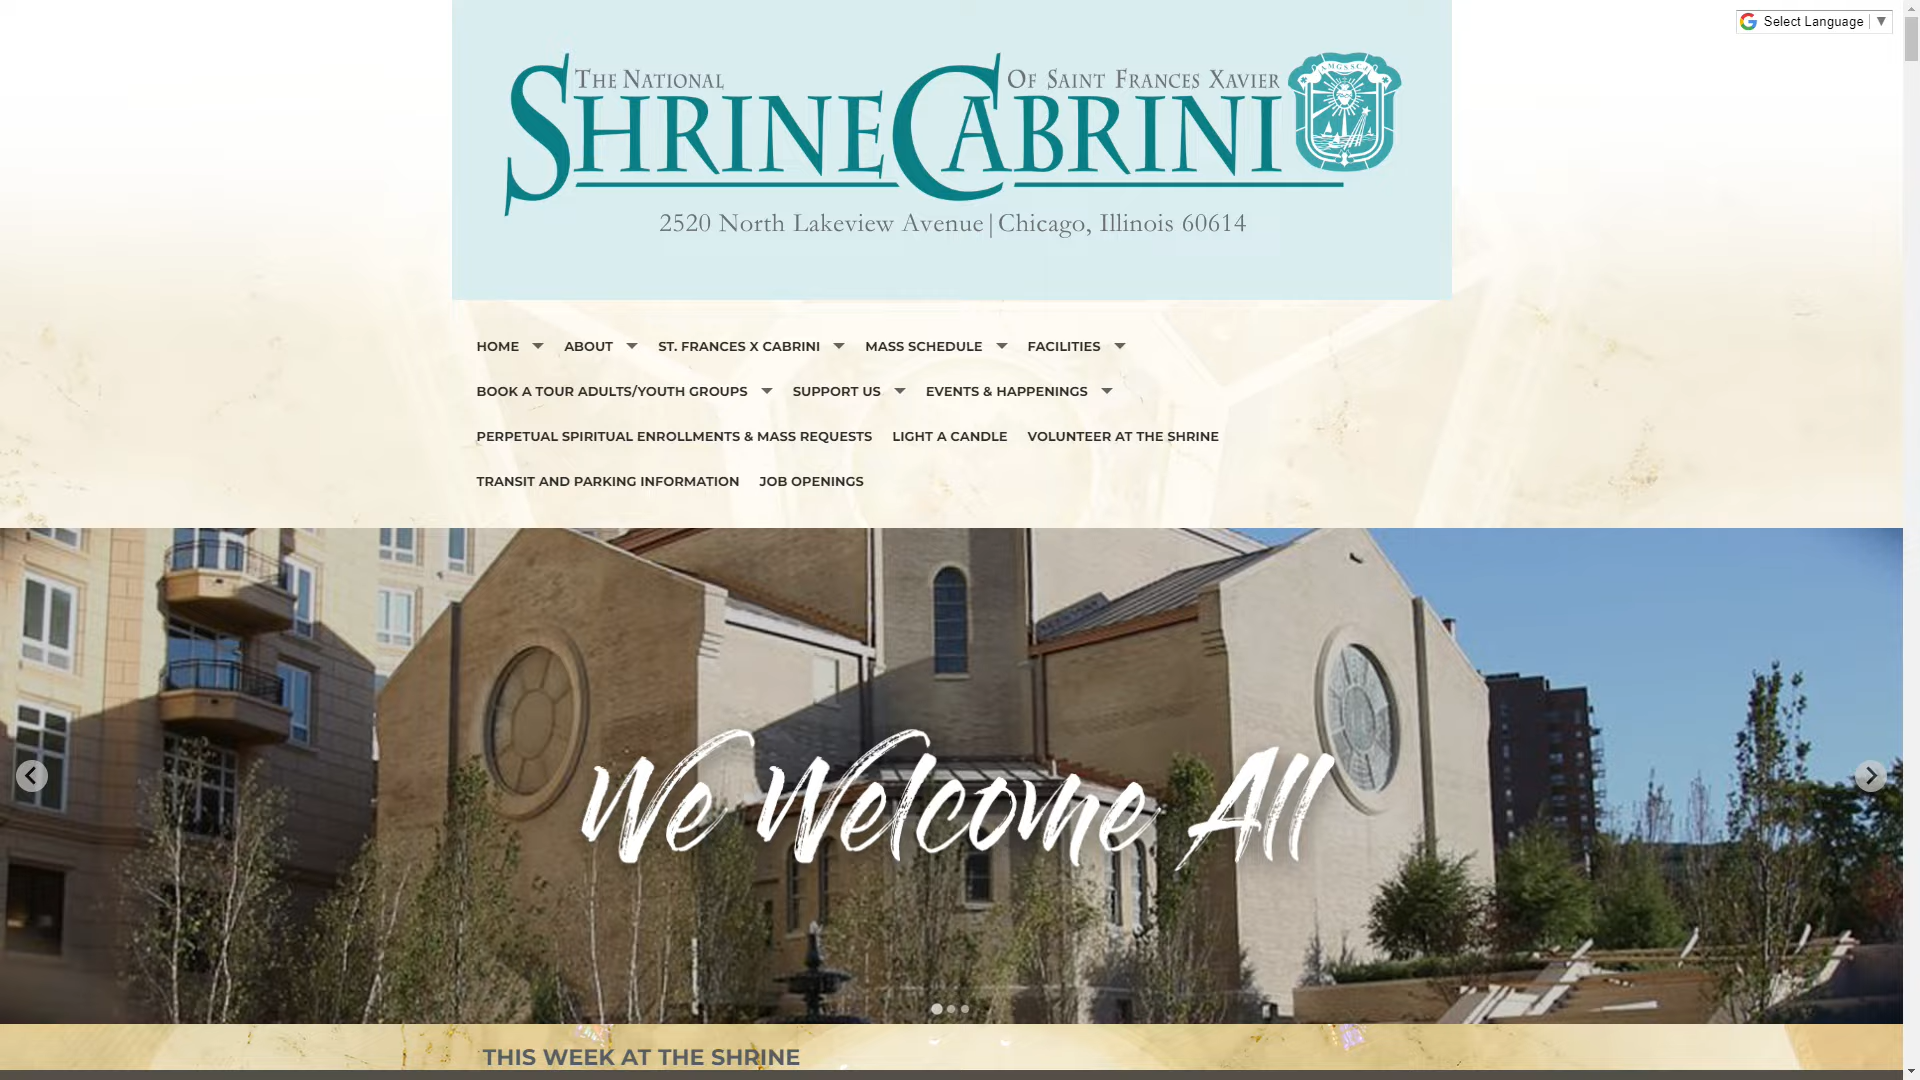 Select Language ▼
THE NATIONAL
OF SAINT FRANCES XAVIER
SHRINE CABRINI
AMGSSCJ
2520 North Lakeview Avenue|Chicago, Illinois 60614
HOME ABOUT ST. FRANCES X CABRINI MASS SCHEDULE FACILITIES
BOOK A TOUR ADULTS/YOUTH GROUPS SUPPORT US EVENTS & HAPPENINGS
PERPETUAL SPIRITUAL ENROLLMENTS & MASS REQUESTS LIGHT A CANDLE VOLUNTEER AT THE SHRINE
TRANSIT AND PARKING INFORMATION JOB OPENINGS
We Welcome All
THIS WEEK AT THE SHRINE